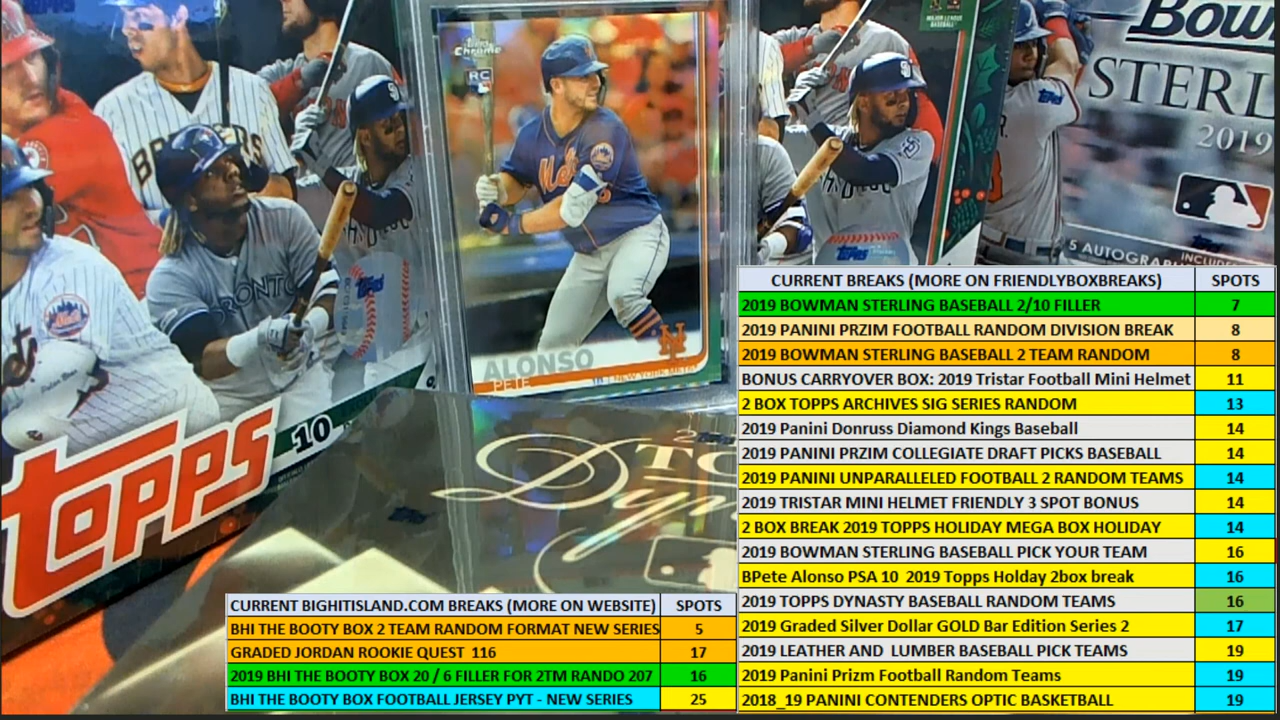 Topps
Chrome
RC
ALONSO
PETE
NEW YORK METS
Mets
BREWERS
TORONTO
MAJOR LEAGUE
BASEBALL
Topps
STERL
2019
5 AUTOGRAP
INCLUDES
topps
10
CURRENT BREAKS (MORE ON FRIENDLYBOXBREAKS) SPOTS
2019 BOWMAN STERLING BASEBALL 2/10 FILLER 7
2019 PANINI PRZIM FOOTBALL RANDOM DIVISION BREAK 8
2019 BOWMAN STERLING BASEBALL 2 TEAM RANDOM 8
BONUS CARRYOVER BOX: 2019 Tristar Football Mini Helmet 11
2 BOX TOPPS ARCHIVES SIG SERIES RANDOM 13
2019 Panini Donruss Diamond Kings Baseball 14
2019 PANINI PRZIM COLLEGIATE DRAFT PICKS BASEBALL 14
2019 PANINI UNPARALLELED FOOTBALL 2 RANDOM TEAMS 14
2019 TRISTAR MINI HELMET FRIENDLY 3 SPOT BONUS 14
2 BOX BREAK 2019 TOPPS HOLIDAY MEGA BOX HOLIDAY 14
2019 BOWMAN STERLING BASEBALL PICK YOUR TEAM 16
BPete Alonso PSA 10 2019 Topps Holday 2box break 16
2019 TOPPS DYNASTY BASEBALL RANDOM TEAMS 16
2019 Graded Silver Dollar GOLD Bar Edition Series 2 17
2019 LEATHER AND LUMBER BASEBALL PICK TEAMS 19
2019 Panini Prizm Football Random Teams 19
2018_19 PANINI CONTENDERS OPTIC BASKETBALL 19
CURRENT BIGHITISLAND.COM BREAKS (MORE ON WEBSITE) SPOTS
BHI THE BOOTY BOX 2 TEAM RANDOM FORMAT NEW SERIES 5
GRADED JORDAN ROOKIE QUEST 116 17
2019 BHI THE BOOTY BOX 20 / 6 FILLER FOR 2TM RANDO 207 16
BHI THE BOOTY BOX FOOTBALL JERSEY PYT - NEW SERIES 25